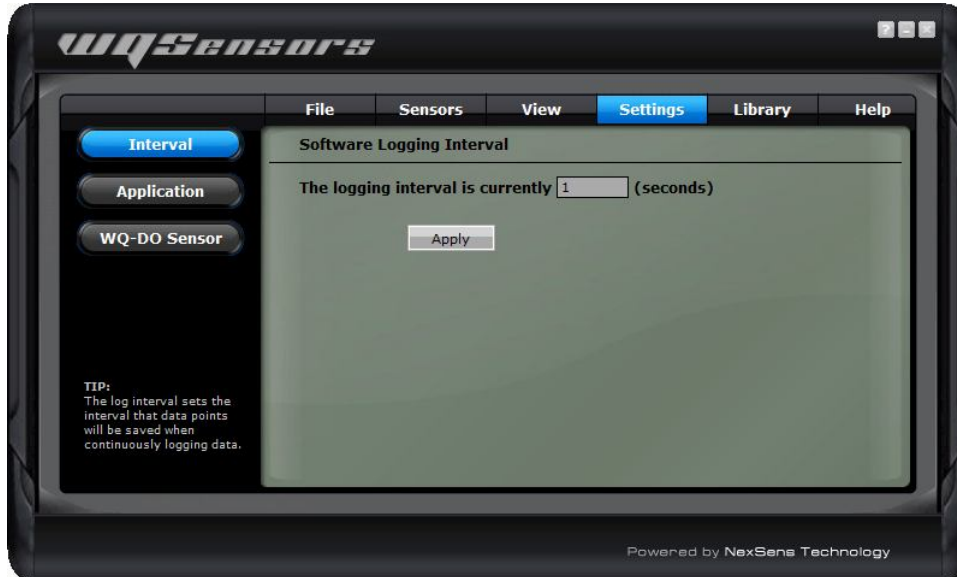 WQSensors
? - x
File Sensors View Settings Library Help
Interval
Application
WQ-DO Sensor
Software Logging Interval
The logging interval is currently 1 (seconds)
Apply
TIP:
The log interval sets the
interval that data points
will be saved when
continuously logging data.
Powered by NexSens Technology